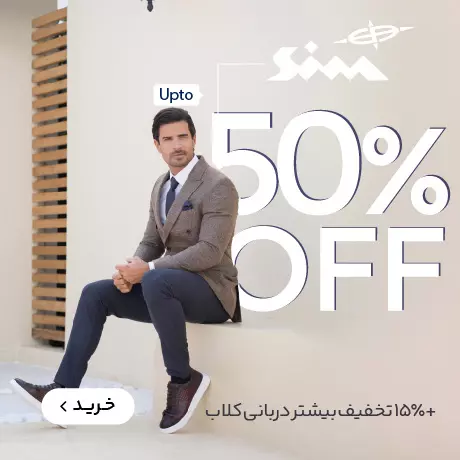 sim
Upto
50%
OFF
+۱۵% تخفیف بیشتر در بانی کلاب
خرید >